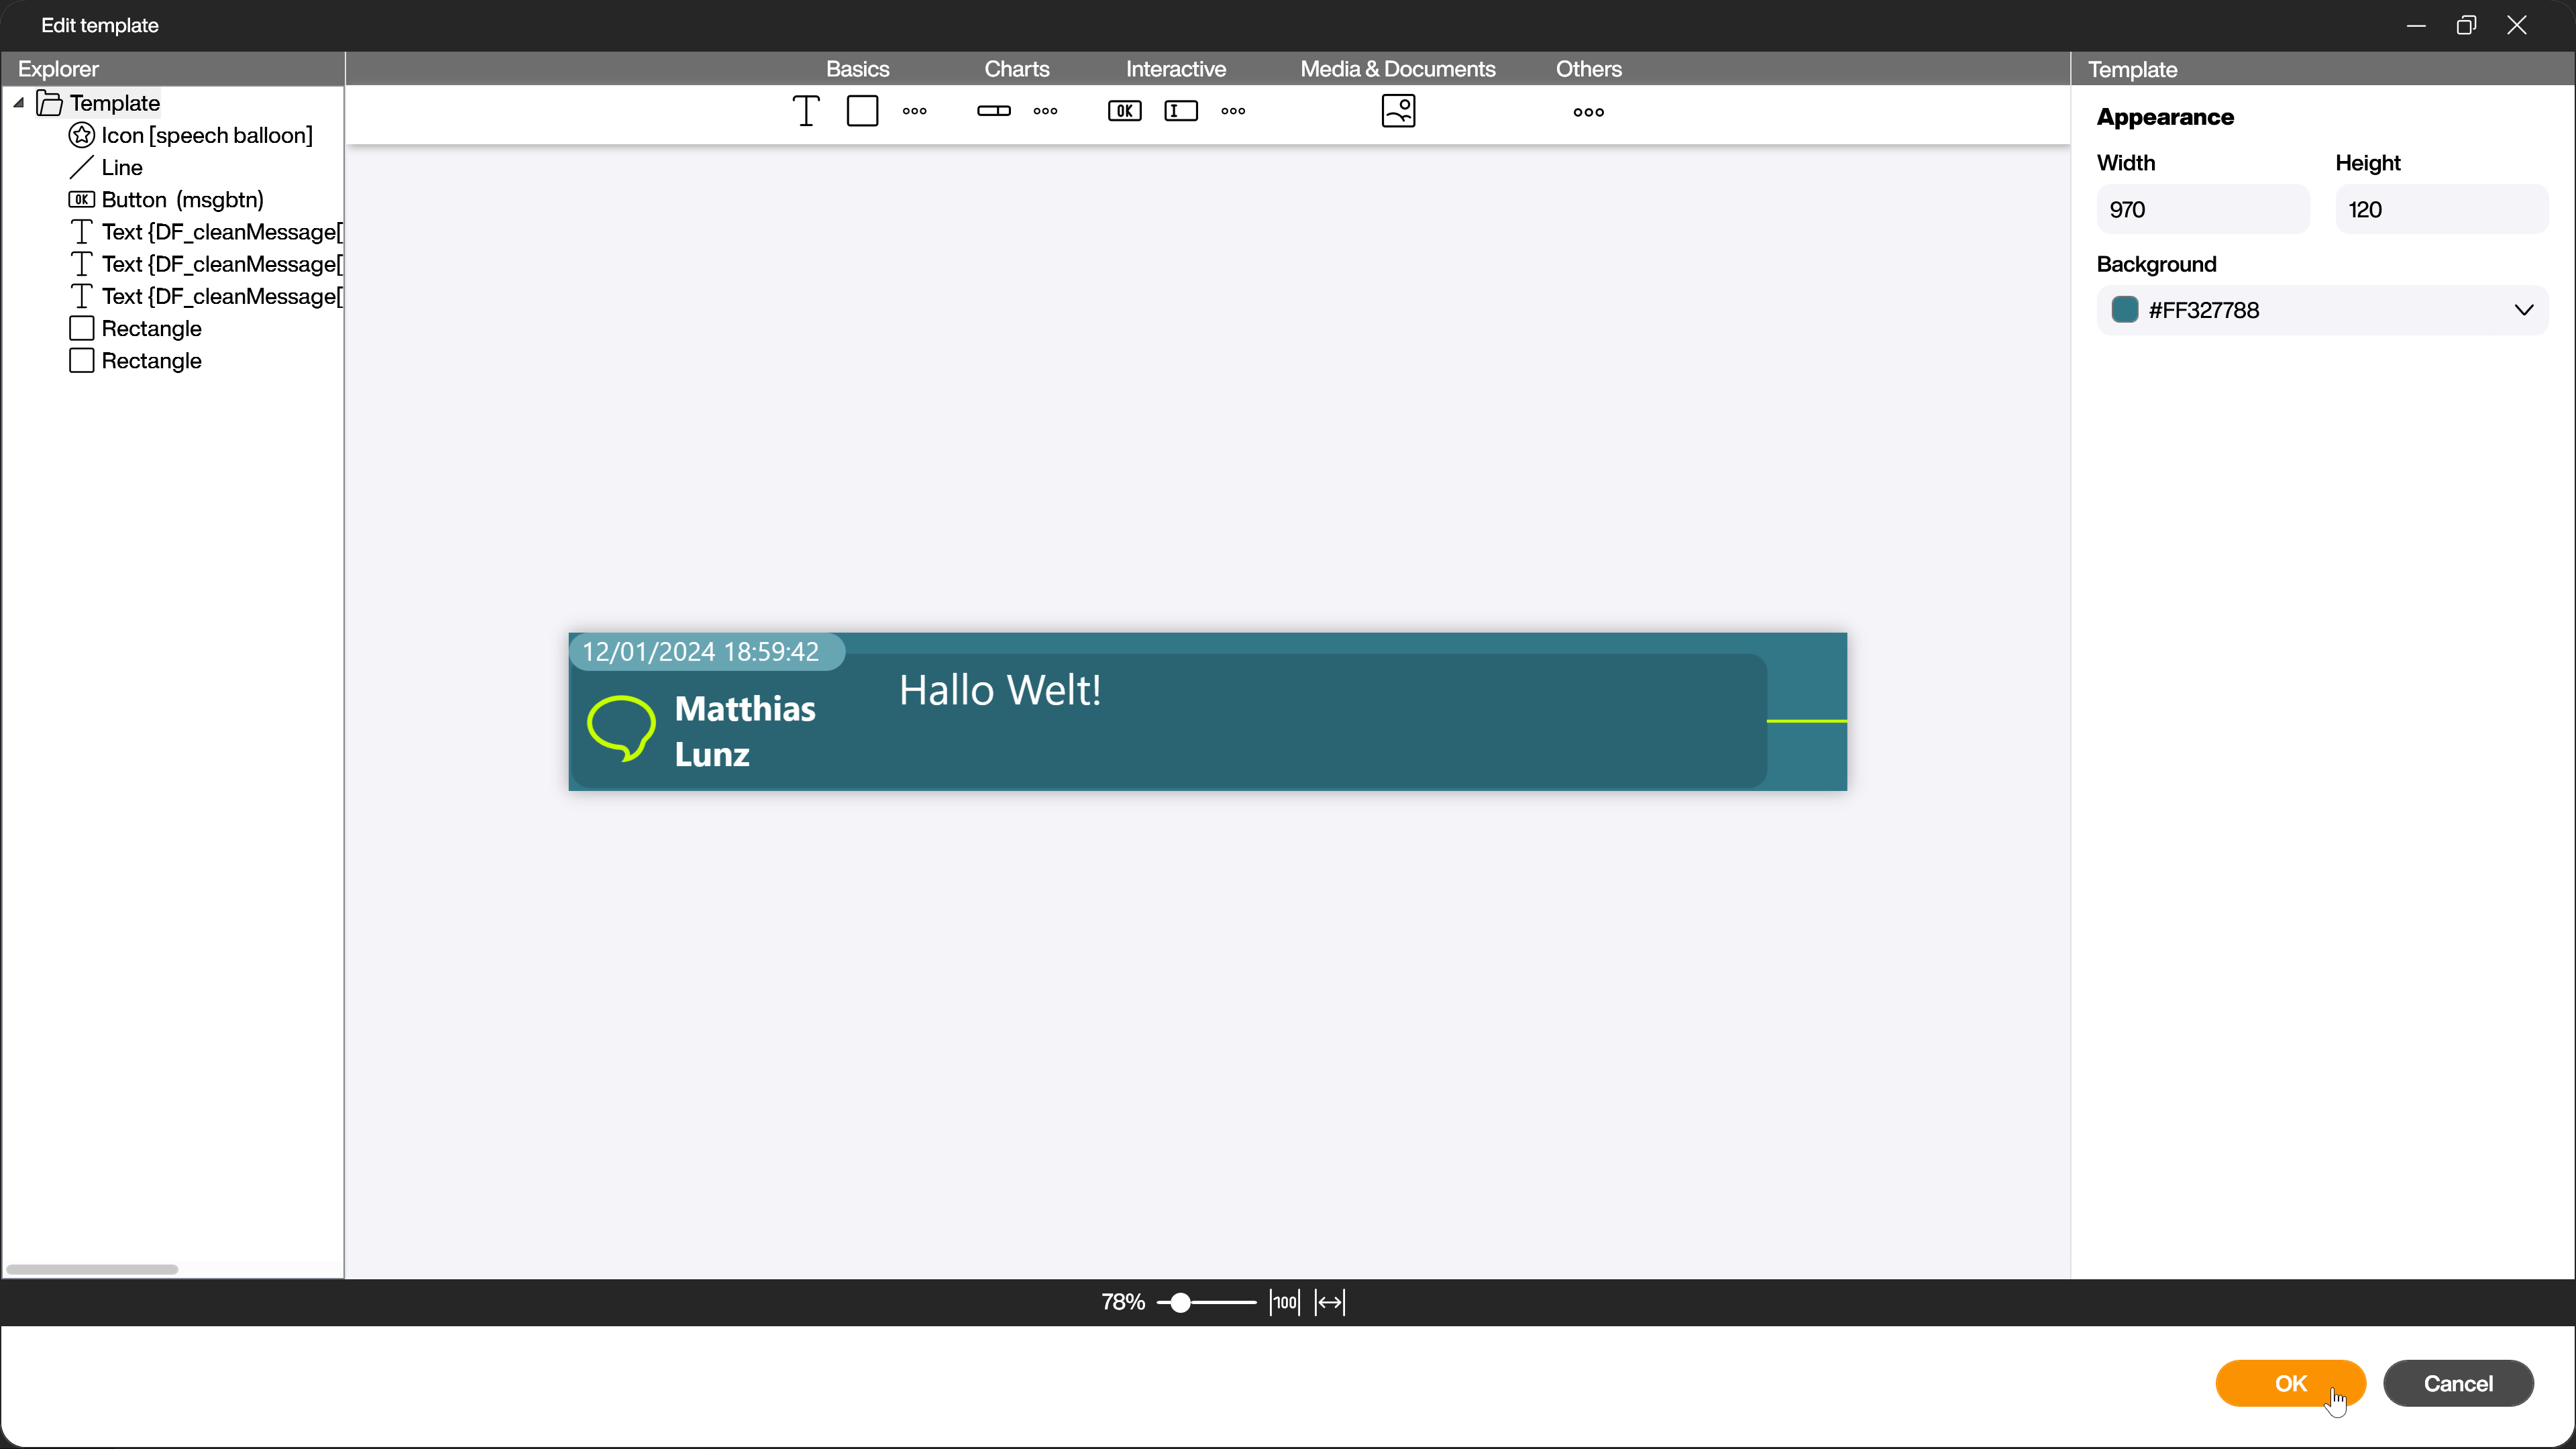 Edit template
Explorer
Basics
Charts
Interactive
Media & Documents
Others
Template
Template
Icon [speech balloon]
Line
OK Button (msgbtn)
Text {DF_cleanMessage[
Text {DF_cleanMessage[
Text {DF_cleanMessage[
Rectangle
Rectangle
OK
Appearance
Width
Height
970
120
Background
#FF327788
12/01/2024 18:59:42
Hallo Welt!
Matthias
Lunz
78%
100
OK
Cancel